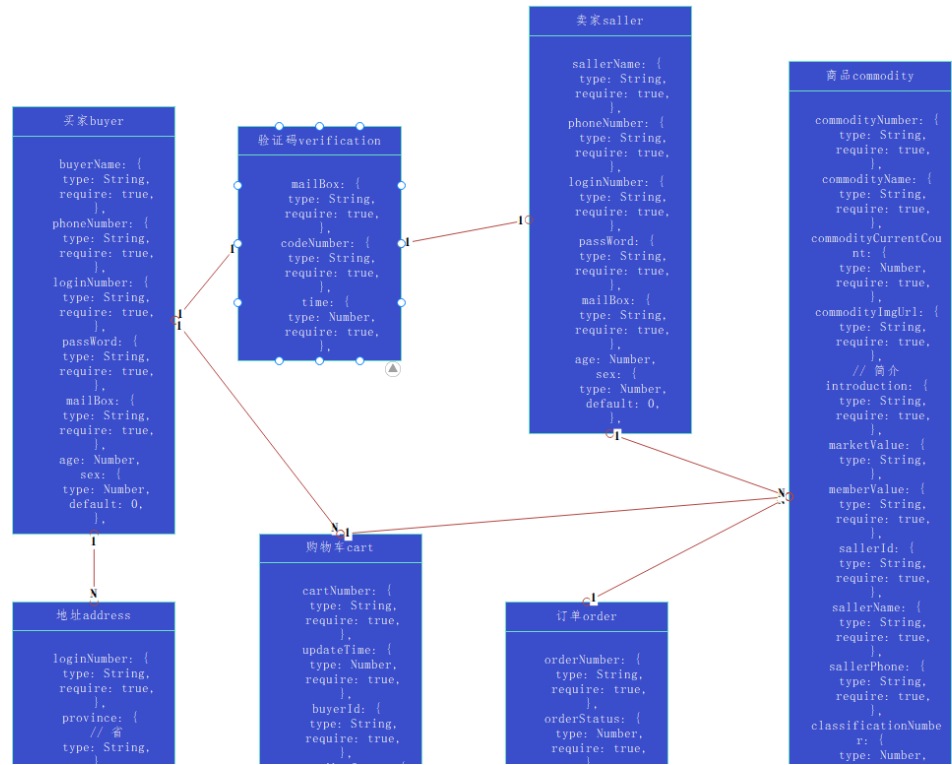 买家buyer
buyerName: {
type: String,
require: true,
},
phoneNumber: {
type: String,
require: true,
},
loginNumber: {
type: String,
require: true,
},
passWord: {
type: String,
require: true,
},
mailBox: {
type: String,
require: true,
},
age: Number,
sex: {
type: Number,
default: 0,
},
验证码verification
mailBox: {
type: String,
require: true,
},
codeNumber: {
type: String,
require: true,
},
time: {
type: Number,
require: true,
},
卖家saller
sallerName: {
type: String,
require: true,
},
phoneNumber: {
type: String,
require: true,
},
loginNumber: {
type: String,
require: true,
},
passWord: {
type: String,
require: true,
},
mailBox: {
type: String,
require: true,
},
age: Number,
sex: {
type: Number,
default: 0,
},
商品commodity
commodityNumber: {
type: String,
require: true,
},
commodityName: {
type: String,
require: true,
},
commodityCurrentCou
nt: {
type: Number,
require: true,
},
commodityImgUrl: {
type: String,
require: true,
},
// 简介
introduction: {
type: String,
require: true,
},
marketValue: {
type: String,
},
memberValue: {
type: String,
require: true,
},
sallerId: {
type: String,
require: true,
},
sallerName: {
type: String,
require: true,
},
sallerPhone: {
type: String,
require: true,
},
classificationNumbe
r: {
type: Number,
1
1
1
1
1
1
N
N
1
1
N
1
N
地址address
loginNumber: {
type: String,
require: true,
},
province: {
// 省
type: String,
购物车cart
cartNumber: {
type: String,
require: true,
},
updateTime: {
type: Number,
require: true,
},
buyerId: {
type: String,
require: true,
},
订单order
orderNumber: {
type: String,
require: true,
},
orderStatus: {
type: Number,
require: true,
},